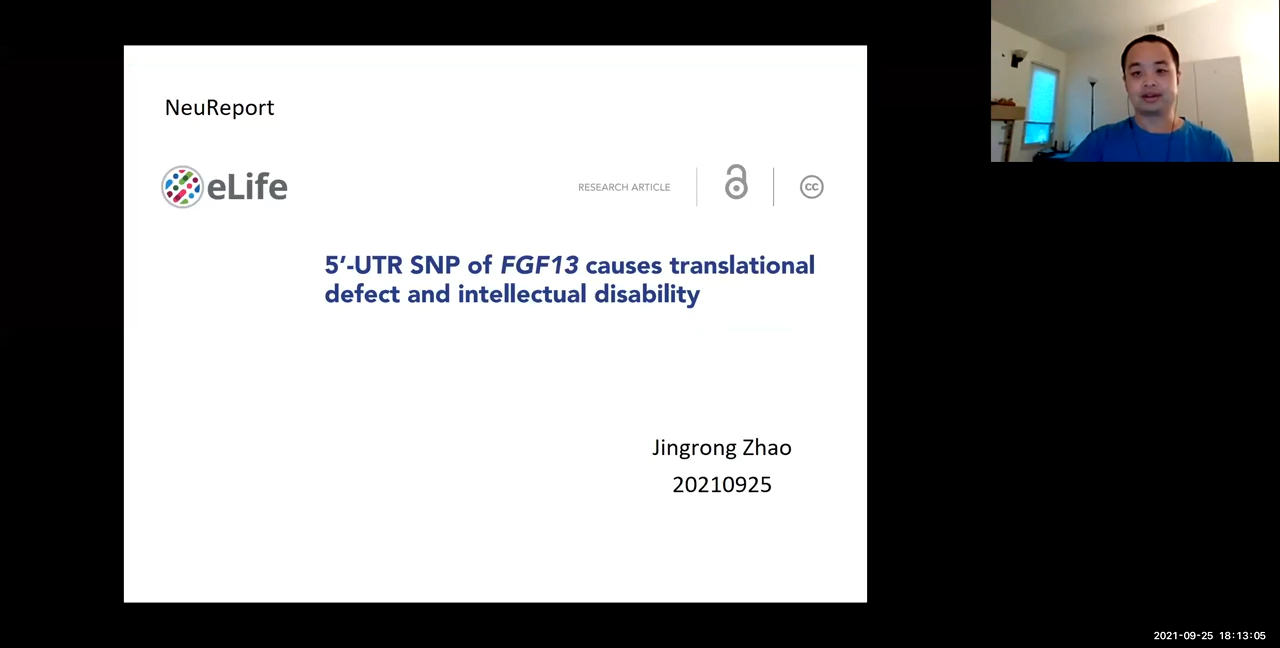 NeuReport
eLife
RESEARCH ARTICLE
cc
5′-UTR SNP of FGF13 causes translational
defect and intellectual disability
Jingrong Zhao
20210925
2021-09-25 18:13:05